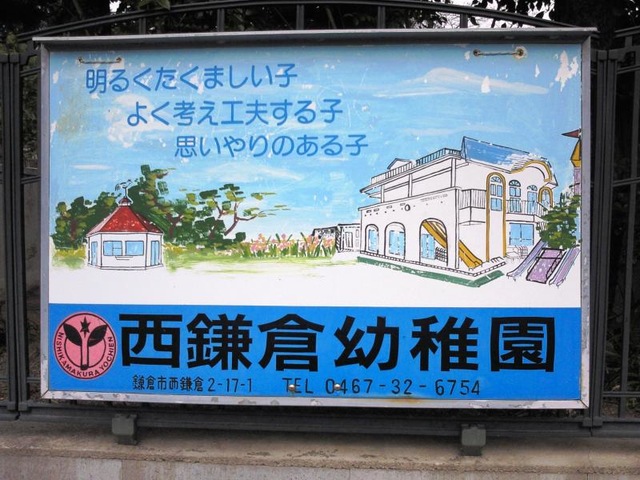 明るくたくましい子
よく考え工夫する子
思いやりのある子
西鎌倉幼稚園
NISHIKAMAKURA YOCHIEN
鎌倉市西鎌倉2-17-1 TEL 0467-32-6754